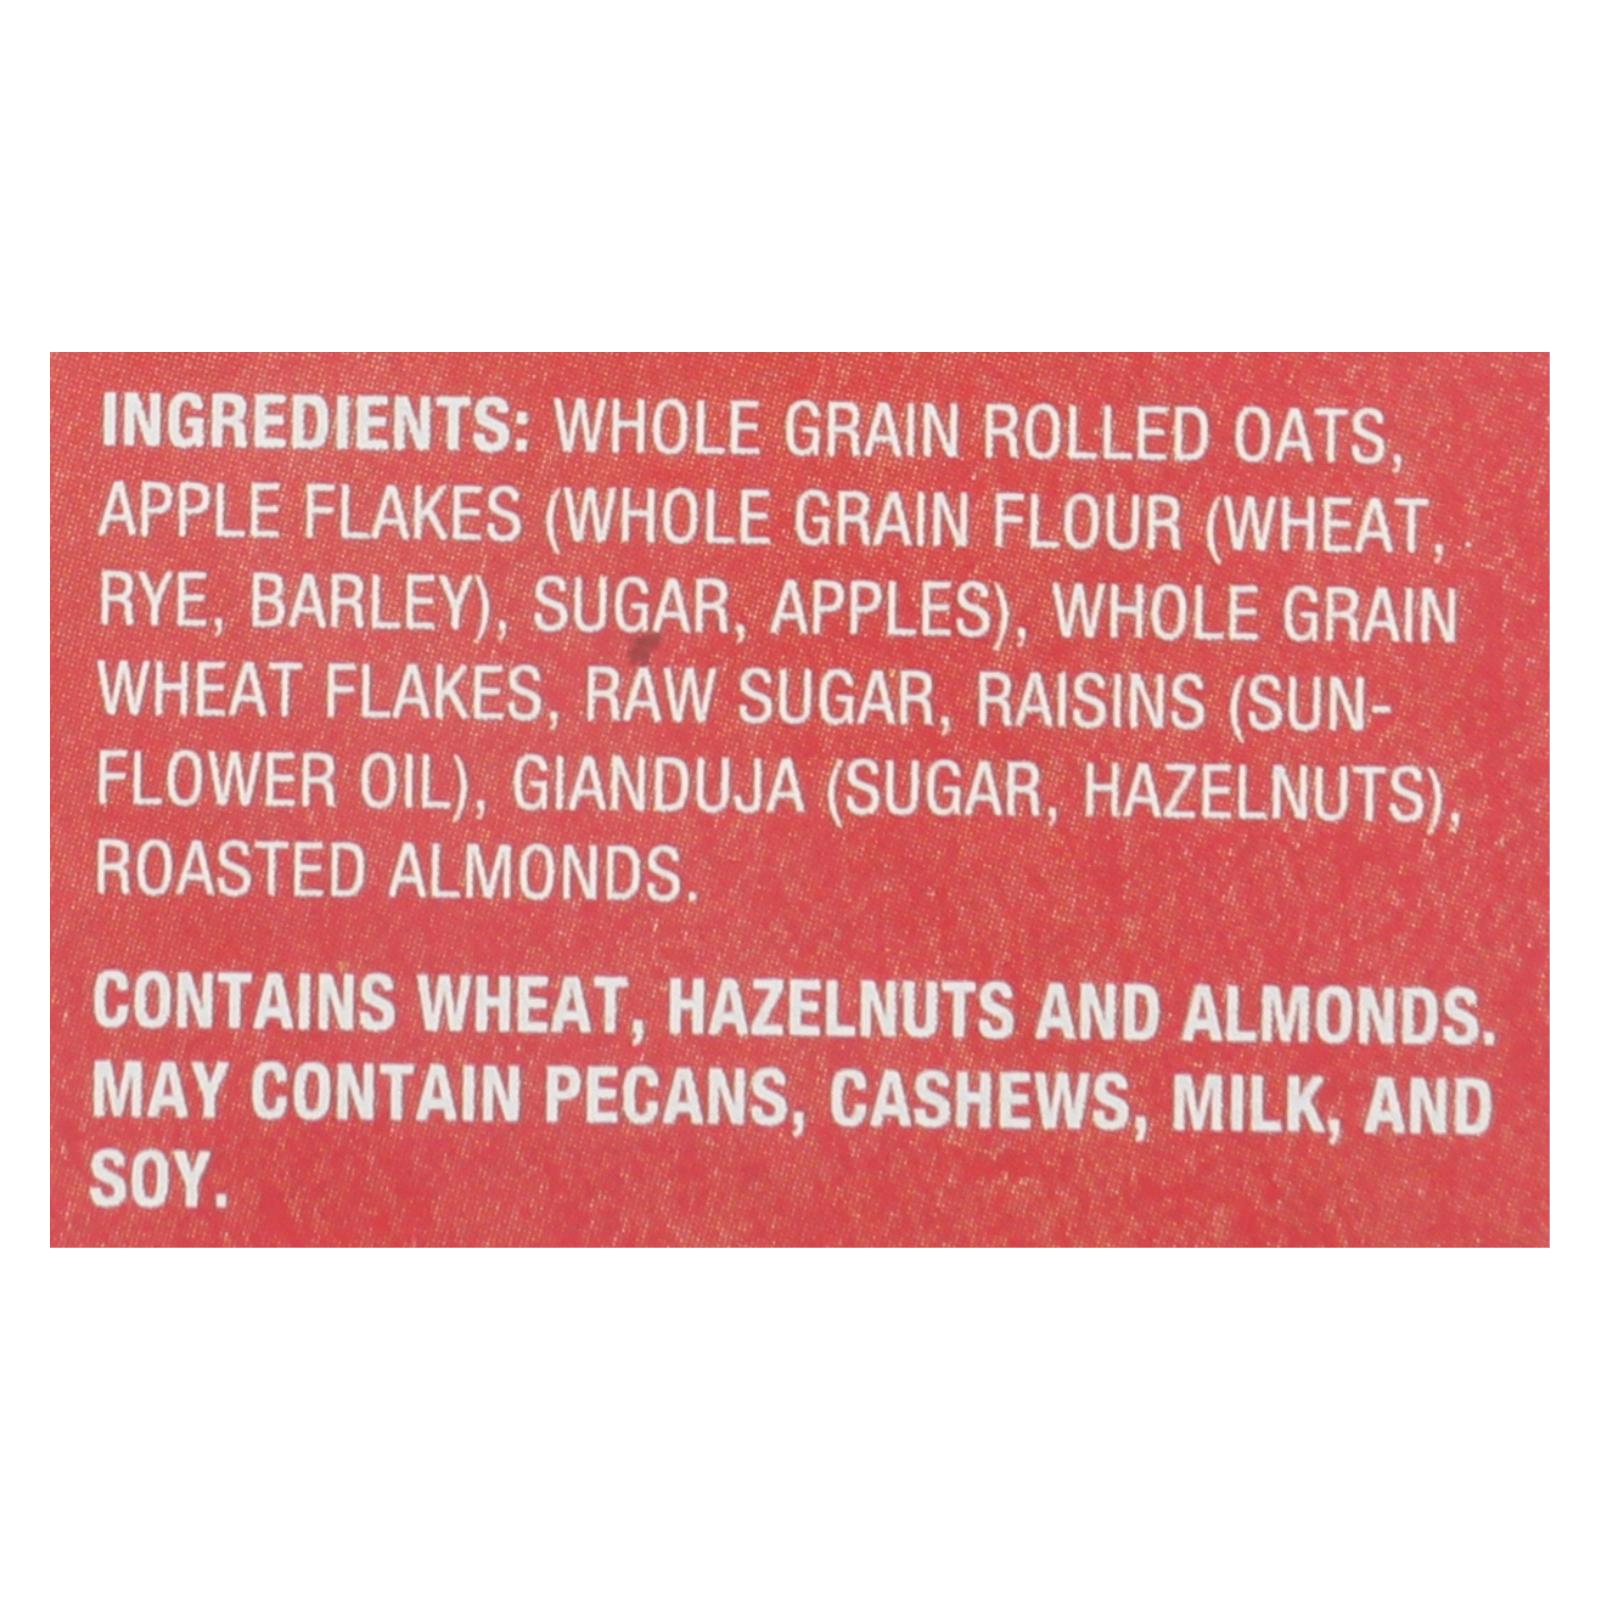 INGREDIENTS: WHOLE GRAIN ROLLED OATS,
APPLE FLAKES (WHOLE GRAIN FLOUR (WHEAT,
RYE, BARLEY), SUGAR, APPLES), WHOLE GRAIN
WHEAT FLAKES, RAW SUGAR, RAISINS (SUN-
FLOWER OIL), GIANDUJA (SUGAR, HAZELNUTS),
ROASTED ALMONDS.
CONTAINS WHEAT, HAZELNUTS AND ALMONDS.
MAY CONTAIN PECANS, CASHEWS, MILK, AND
SOY.